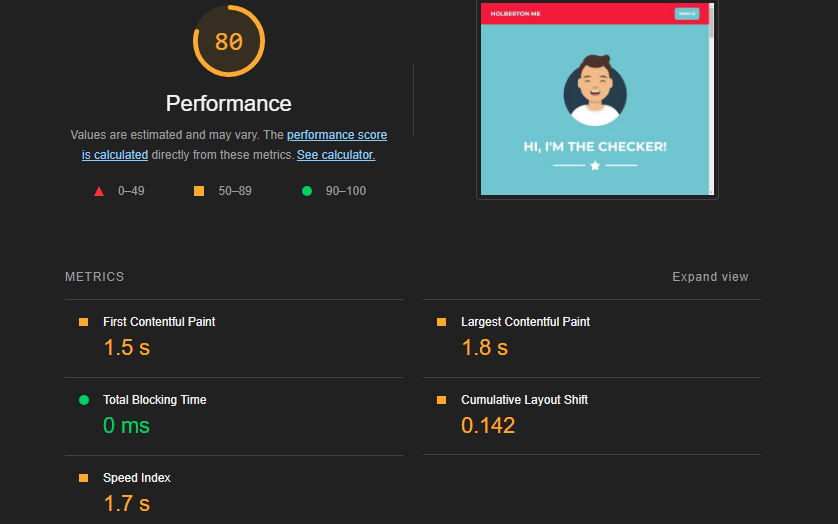 80
Performance
Values are estimated and may vary. The performance score
is calculated directly from these metrics. See calculator.
0–49
50–89
90–100
HOLBERTON ME
HI, I'M THE CHECKER!
METRICS
Expand view
First Contentful Paint
1.5 s
Largest Contentful Paint
1.8 s
Total Blocking Time
0 ms
Cumulative Layout Shift
0.142
Speed Index
1.7 s